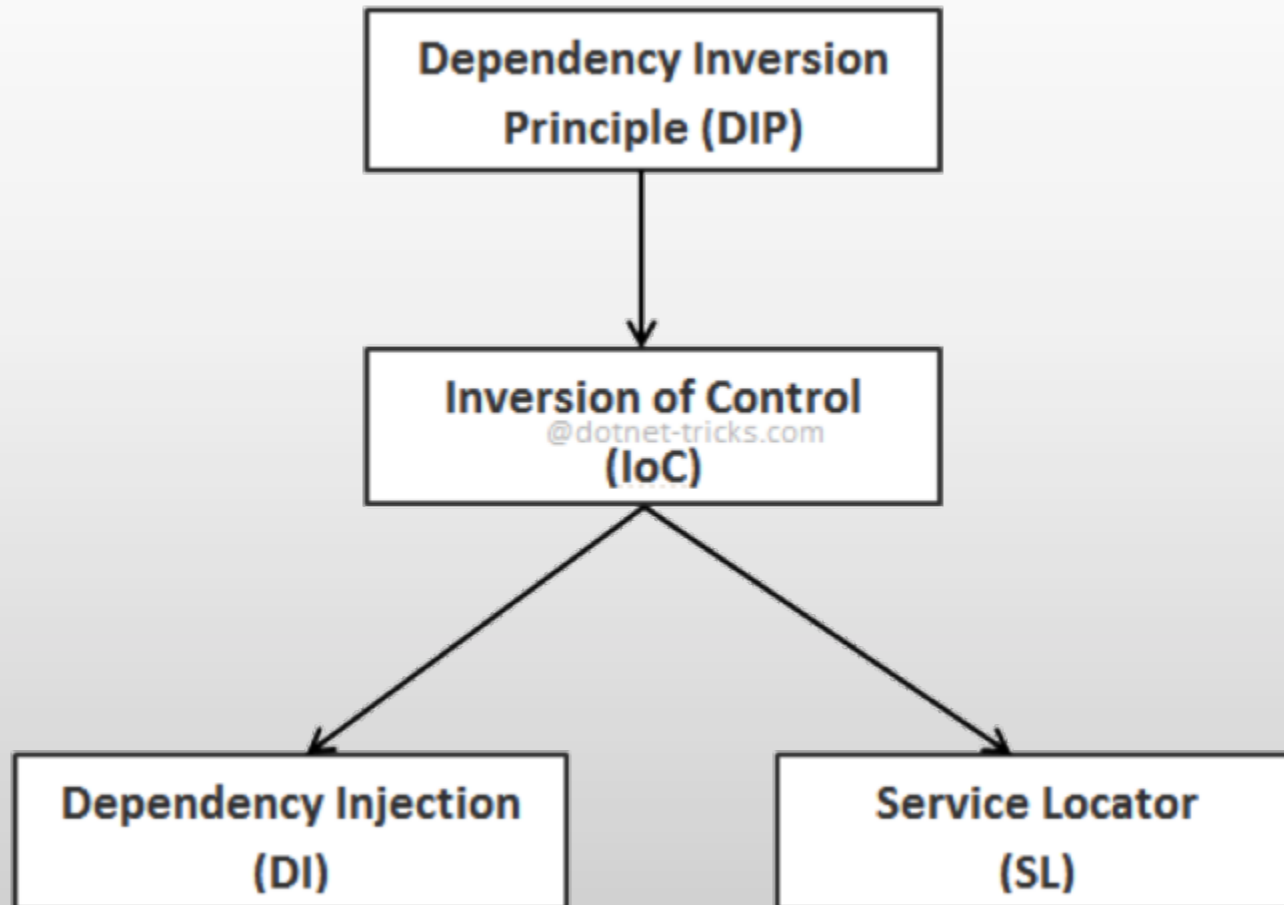 Dependency Inversion
Principle (DIP)
Inversion of Control
@dotnet-tricks.com
(IoC)
Dependency Injection
(DI)
Service Locator
(SL)